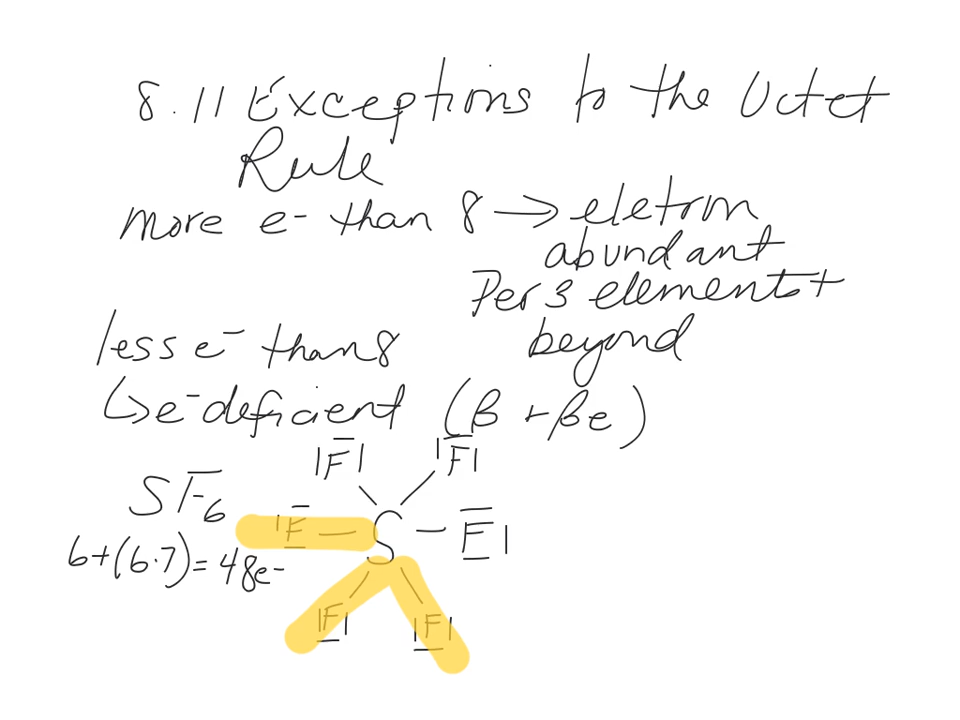 8.11 Exceptions to the Octet
Rule
more e- than 8 → eletron
abundant
Per 3 elements +
beyond
less e- than 8
↳ e- deficient (B + Be)
|F| |F|
SF6
|F — S — F|
6+(6·7) = 48e-
|F| |F|